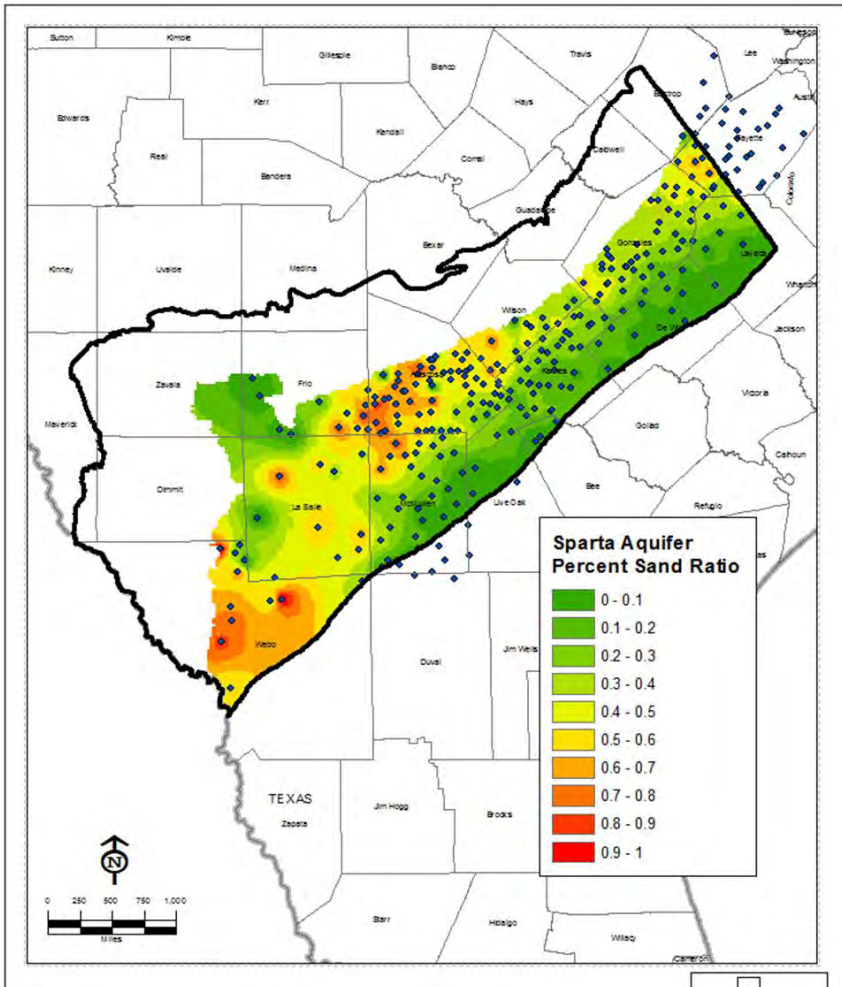 Sutton
Kimble
Gillespie
Blanco
Travis
Lee
Burleson
Washington
Edwards
Kerr
Hays
Bastrop
Austin
Real
Kendall
Fayette
Bandera
Comal
Caldwell
Colorado
Guadalupe
Kinney
Uvalde
Medina
Bexar
Gonzales
Lavaca
Wharton
Wilson
De Witt
Jackson
Zavala
Frio
Atascosa
Karnes
Victoria
Maverick
Goliad
Calhoun
Dimmit
La Salle
McMullen
Live Oak
Bee
Refugio
Sparta Aquifer
Percent Sand Ratio
0 - 0.1
0.1 - 0.2
0.2 - 0.3
0.3 - 0.4
0.4 - 0.5
0.5 - 0.6
0.6 - 0.7
0.7 - 0.8
0.8 - 0.9
0.9 - 1
Webb
Duval
Jim Wells
TEXAS
Zapata
Jim Hogg
Brooks
N
0 250 500 750 1,000
Miles
Starr
Hidalgo
Willacy
Cameron